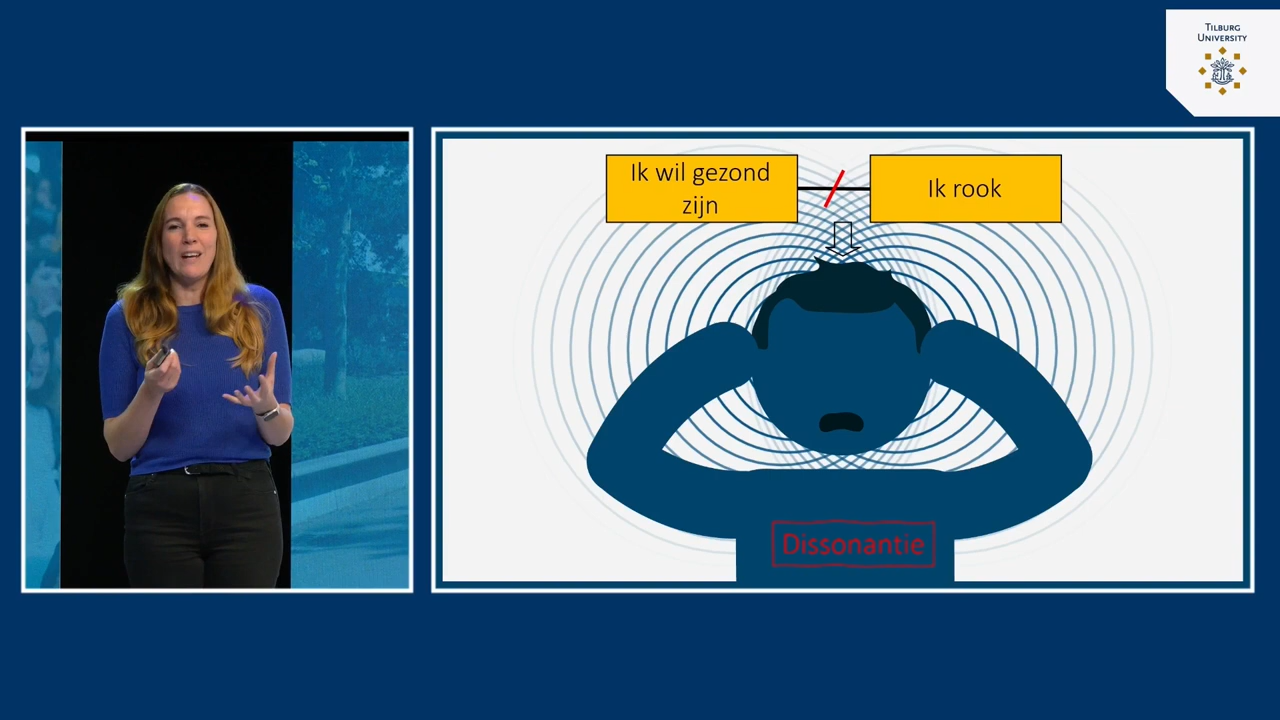 TILBURG
UNIVERSITY
Ik wil gezond
zijn
Ik rook
Dissonantie